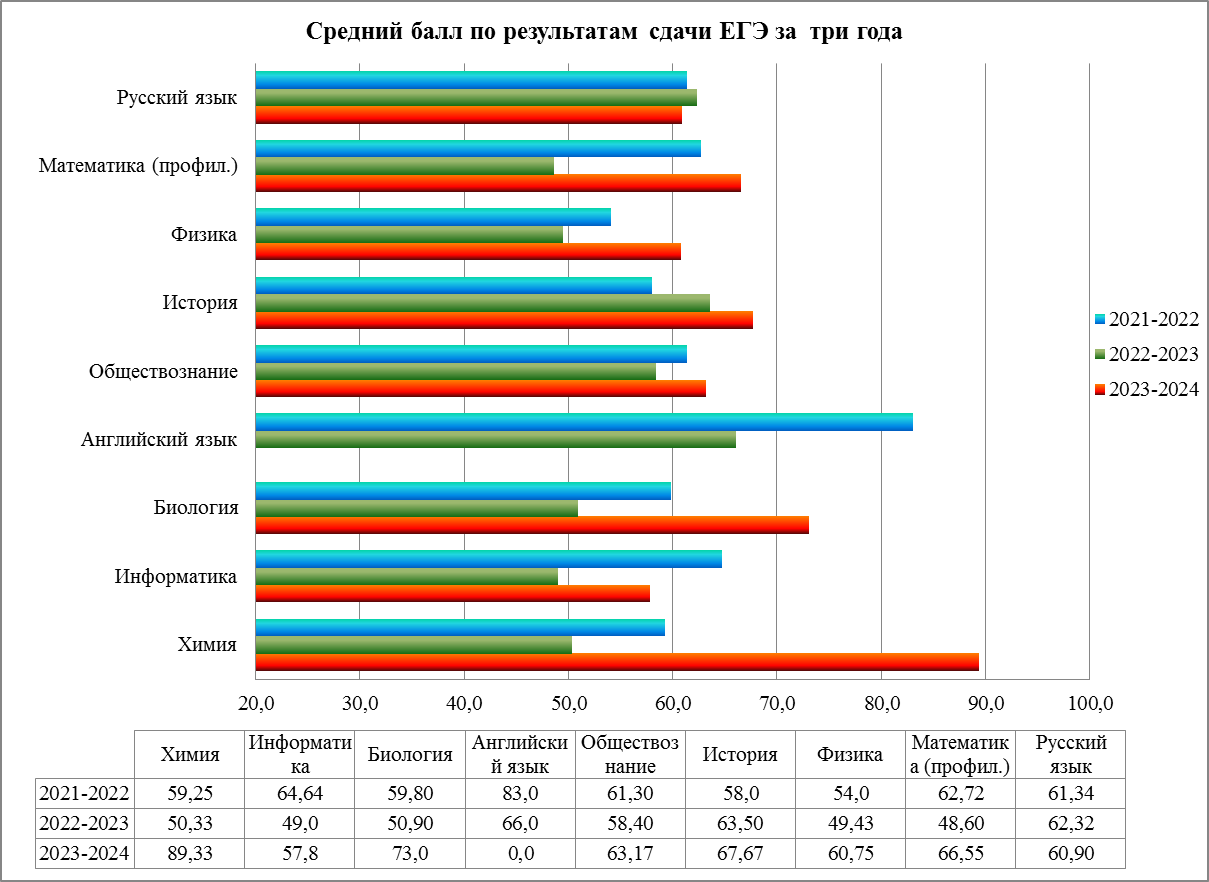 Средний балл по результатам сдачи ЕГЭ за три года
Русский язык
Математика (профил.)
Физика
История
Обществознание
Английский язык
Биология
Информатика
Химия
2021-2022
2022-2023
2023-2024
20,0 30,0 40,0 50,0 60,0 70,0 80,0 90,0 100,0
Химия Информати Биология Английски Обществоз История Физика Математик Русский
ка й язык нание а (профил.) язык
2021-2022 59,25 64,64 59,80 83,0 61,30 58,0 54,0 62,72 61,34
2022-2023 50,33 49,0 50,90 66,0 58,40 63,50 49,43 48,60 62,32
2023-2024 89,33 57,8 73,0 0,0 63,17 67,67 60,75 66,55 60,90